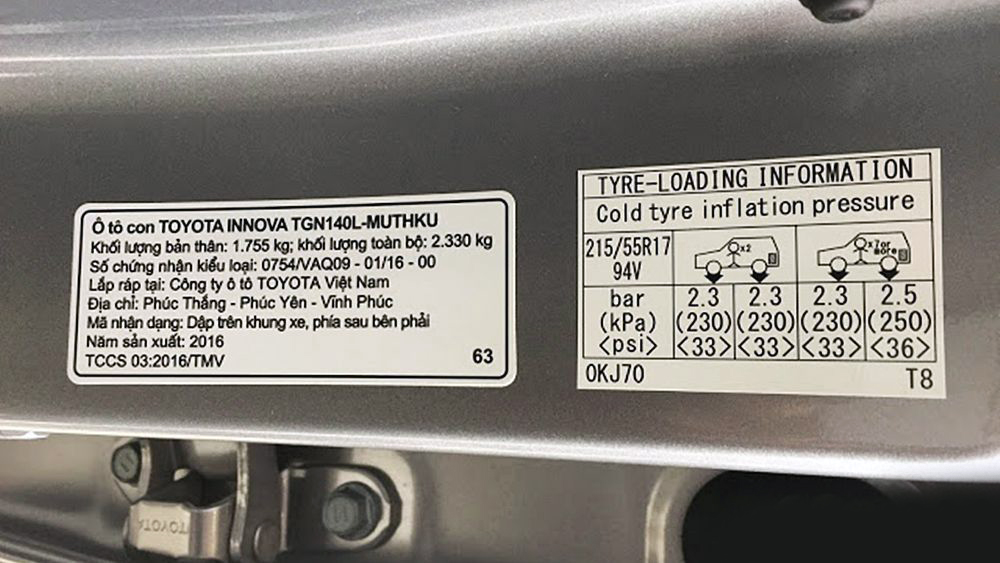 Ô tô con TOYOTA INNOVA TGN140L-MUTHKU
Khối lượng bản thân: 1.755 kg; khối lượng toàn bộ: 2.330 kg
Số chứng nhận kiểu loại: 0754/VAQ09 - 01/16 - 00
Lắp ráp tại: Công ty ô tô TOYOTA Việt Nam
Địa chỉ: Phúc Thắng - Phúc Yên - Vĩnh Phúc
Mã nhận dạng: Dập trên khung xe, phía sau bên phải
Năm sản xuất: 2016
TCCS 03:2016/TMV 63
TYRE-LOADING INFORMATION
Cold tyre inflation pressure
215/55R17
94V
x2
x7or
more
bar 2.3 2.3 2.3 2.5
(kPa) (230) (230) (230) (250)
<psi> <33> <33> <33> <36>
0KJ70 T8
TOYOTA